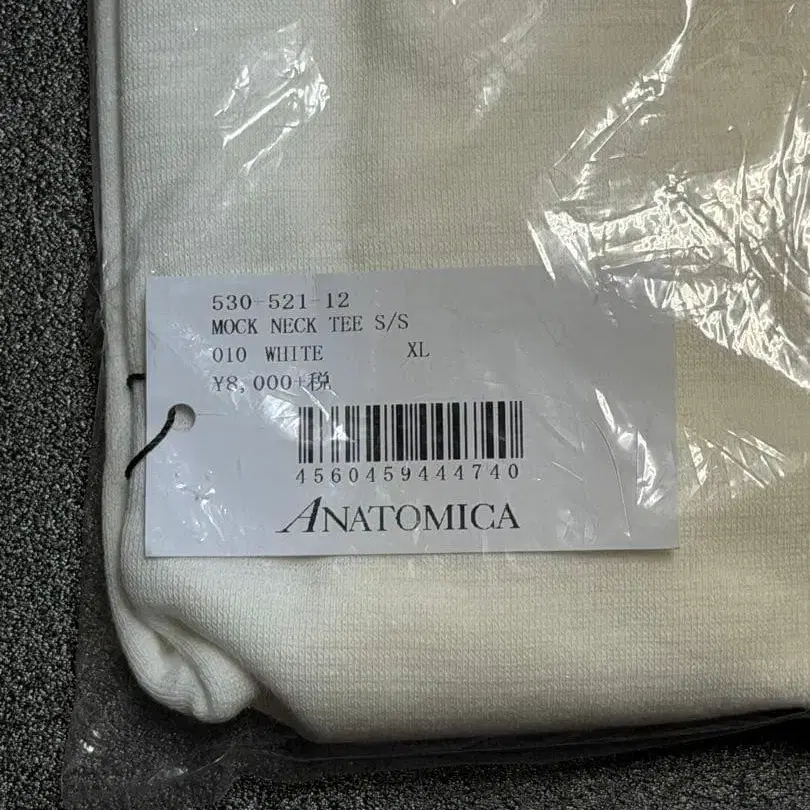 530-521-12
MOCK NECK TEE S/S
010 WHITE XL
¥8,000+税
4560459444740
ANATOMICA